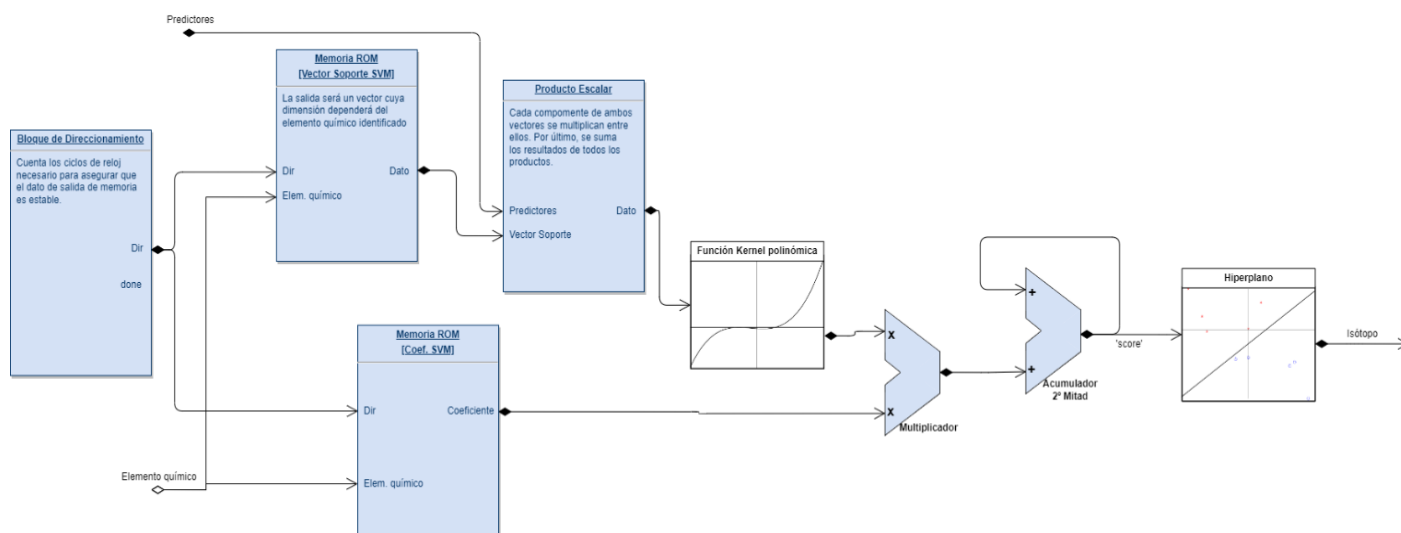 Predictores
Memoria ROM
[Vector Soporte SVM]
La salida será un vector cuya
dimensión dependerá del
elemento químico identificado
Dir
Dato
Elem. químico
Producto Escalar
Cada compomente de ambos
vectores se multiplican entre
ellos. Por último, se suma
los resultados de todos los
productos.
Predictores
Dato
Vector Soporte
Bloque de Direccionamiento
Cuenta los ciclos de reloj
necesario para asegurar que
el dato de salida de memoria
es estable.
Dir
done
Función Kernel polinómica
Memoria ROM
[Coef. SVM]
Dir
Coeficiente
Elem. químico
Elemento químico
X
X
Multiplicador
+
+
Acumulador
2º Mitad
'score'
Hiperplano
Isótopo